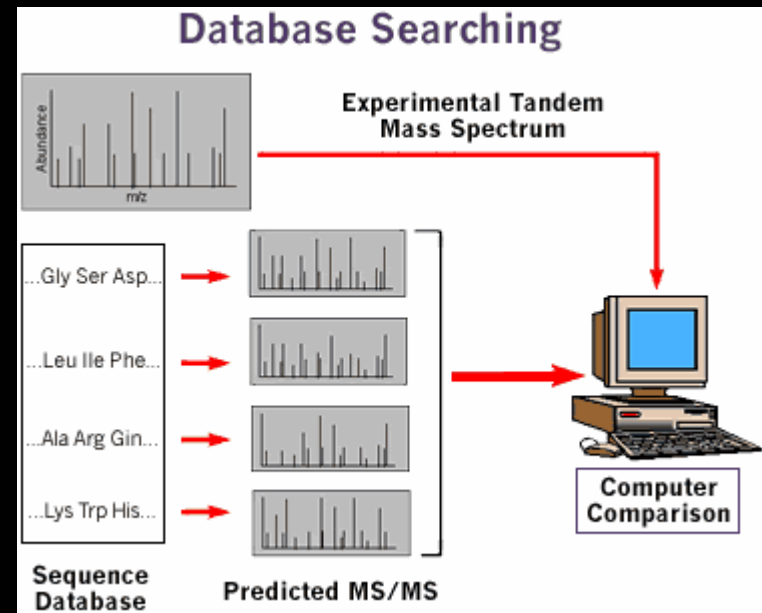 Database Searching
Abundance
m/z
Experimental Tandem
Mass Spectrum
...Gly Ser Asp...
...Leu Ile Phe...
...Ala Arg Gin...
...Lys Trp His...
Sequence
Database
Predicted MS/MS
Computer
Comparison